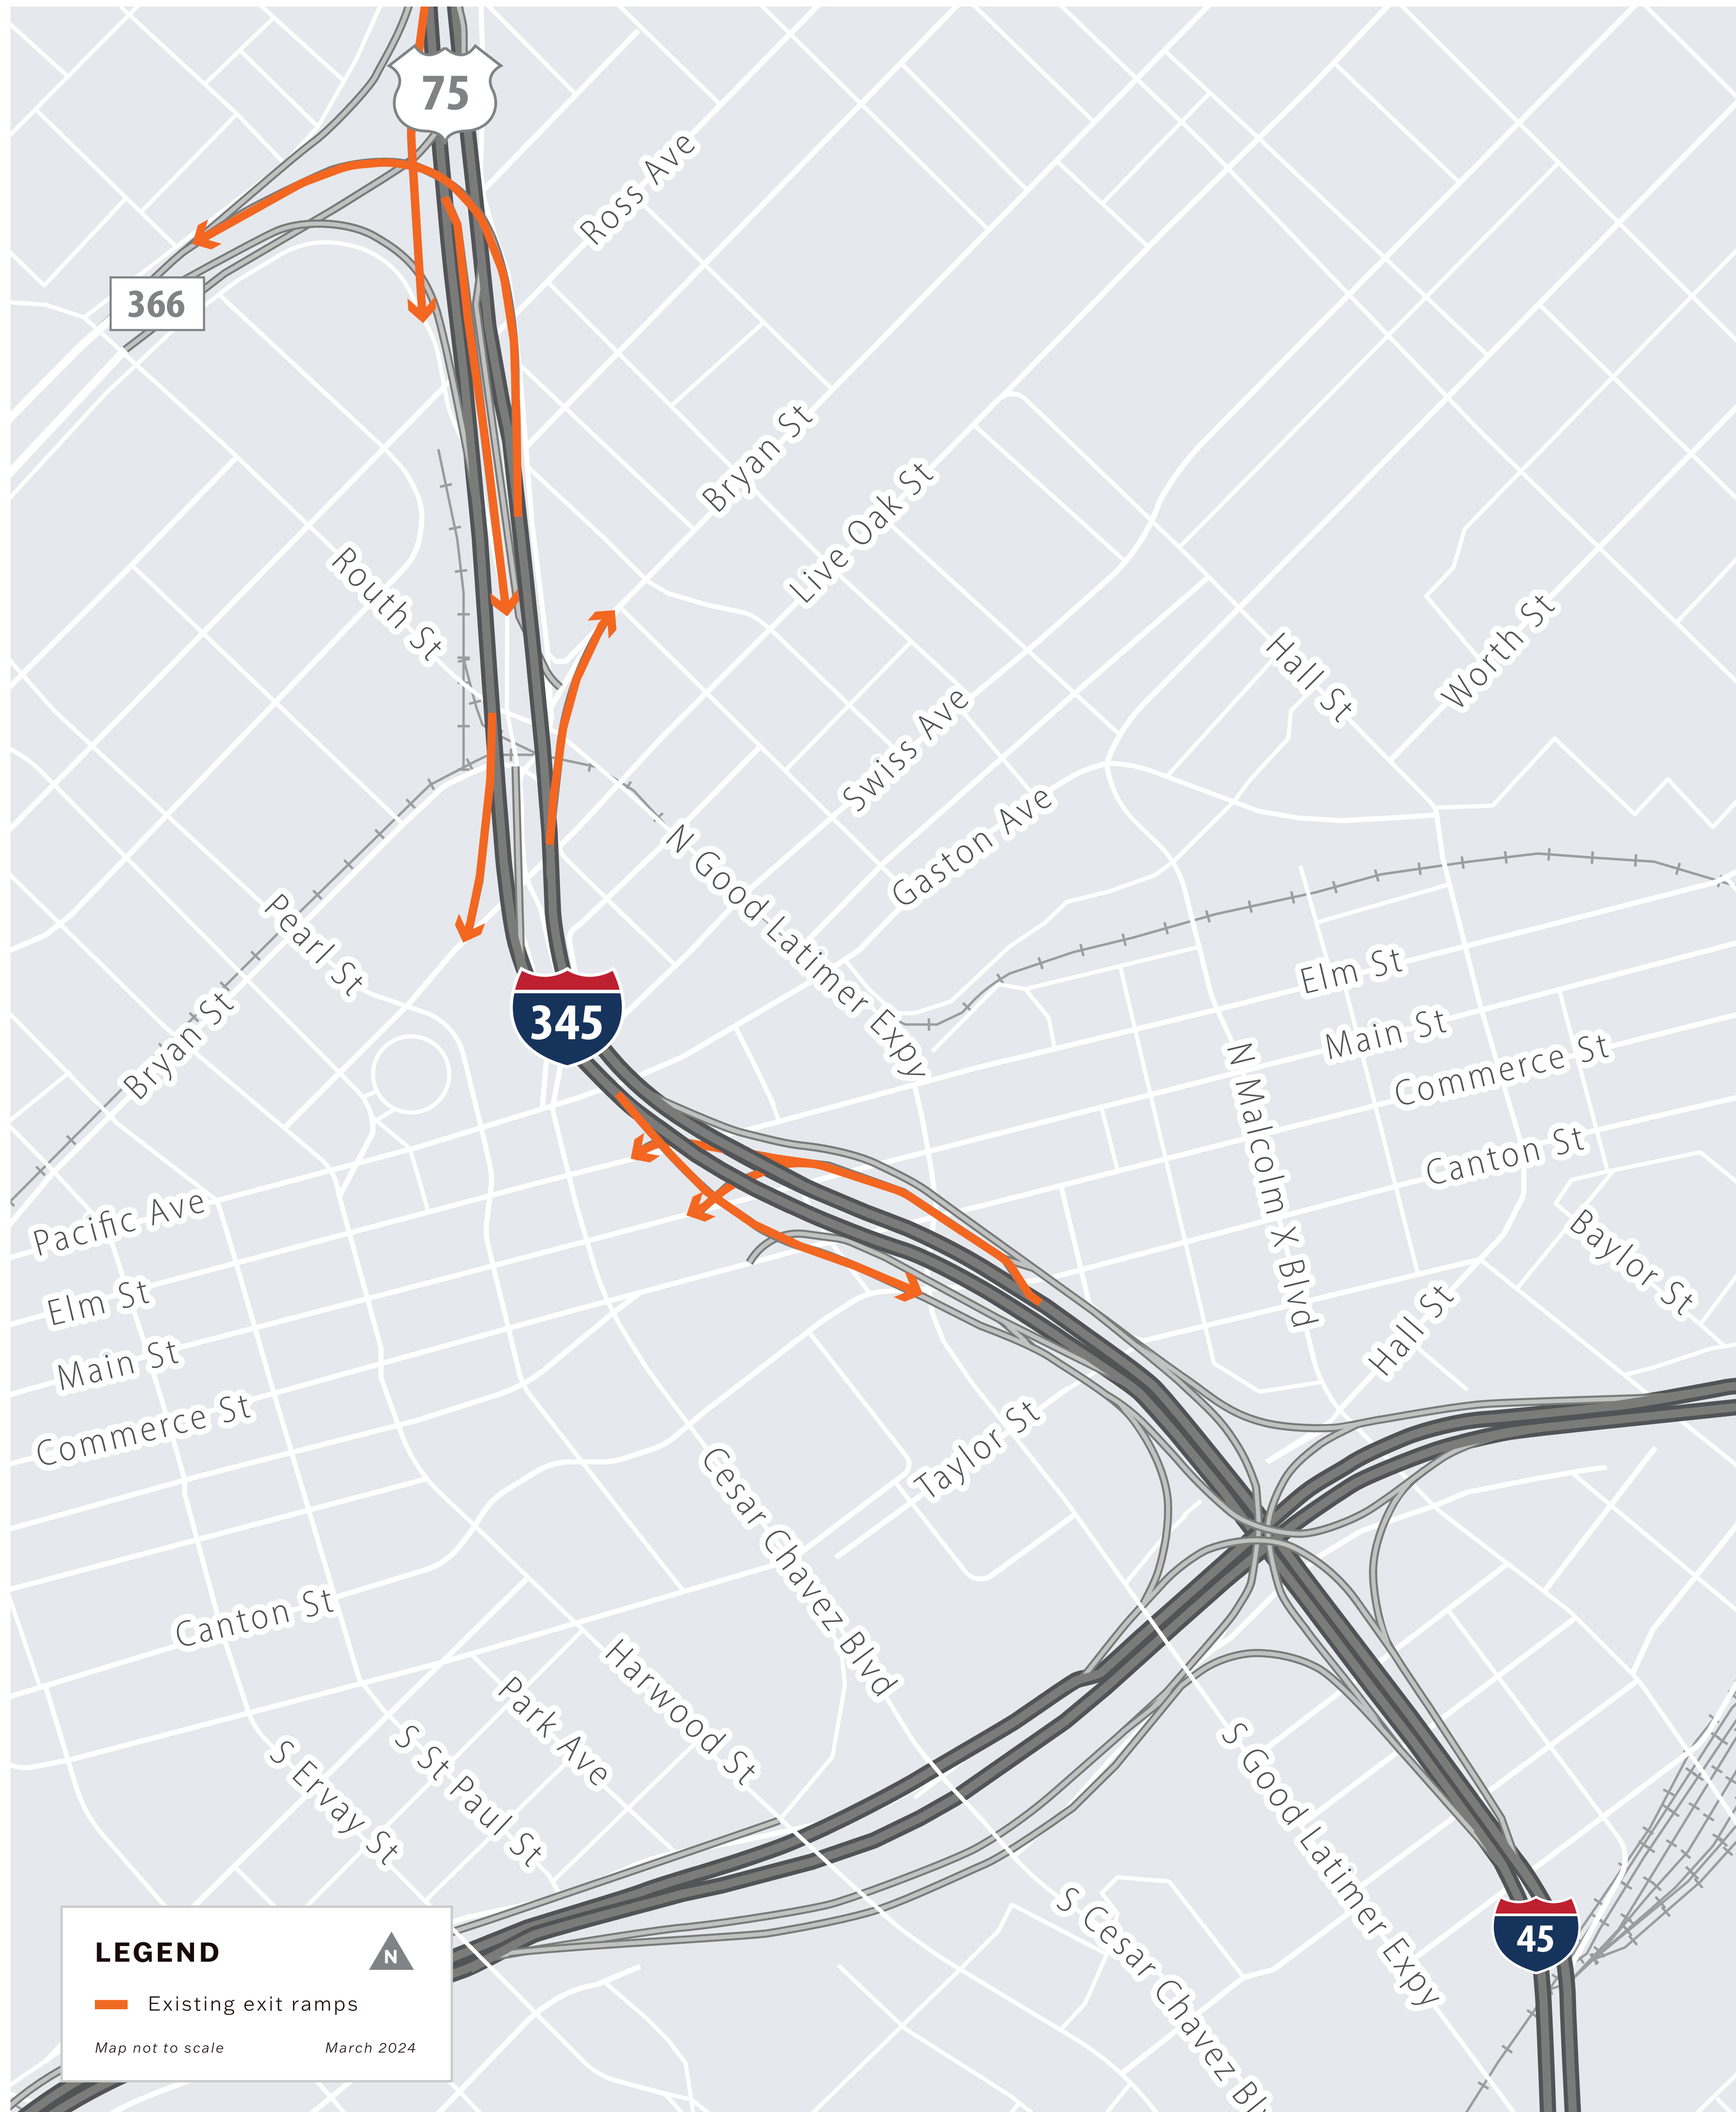 75
Ross Ave
366
Bryan St
Live Oak St
Routh St
Hall St
Worth St
Swiss Ave
Gaston Ave
N Good Latimer Expy
Pearl St
Elm St
345
Main St
Bryan St
Commerce St
N Malcolm X Blvd
Canton St
Pacific Ave
Baylor St
Elm St
Hall St
Main St
Commerce St
Taylor St
Cesar Chavez Blvd
Canton St
Harwood St
Park Ave
S St Paul St
S Ervay St
S Good Latimer Expy
S Cesar Chavez Bl
45
LEGEND
N
Existing exit ramps
Map not to scale
March 2024